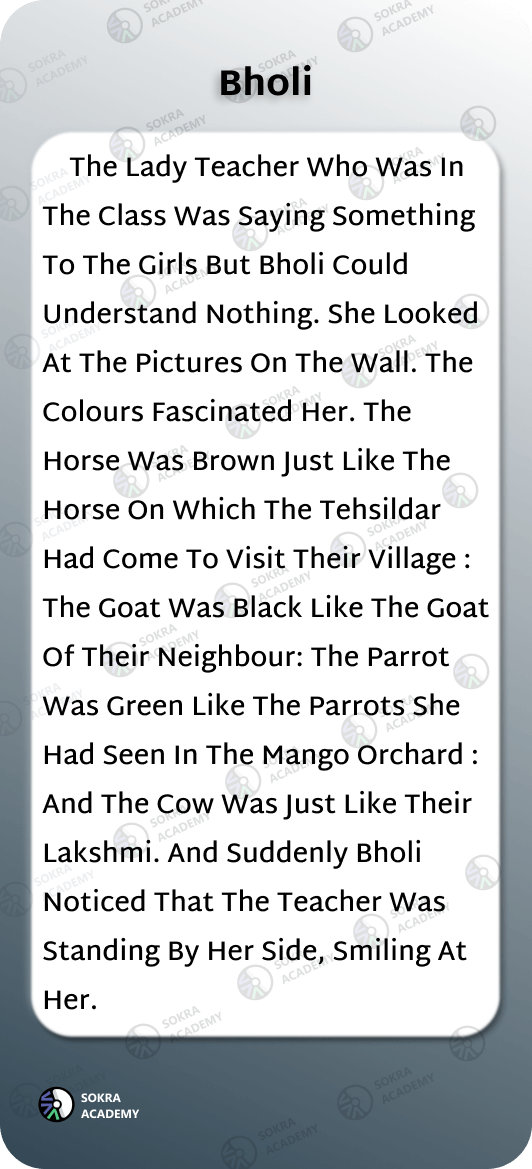 Bholi
The Lady Teacher Who Was In
The Class Was Saying Something
To The Girls But Bholi Could
Understand Nothing. She Looked
At The Pictures On The Wall. The
Colours Fascinated Her. The
Horse Was Brown Just Like The
Horse On Which The Tehsildar
Had Come To Visit Their Village :
The Goat Was Black Like The Goat
Of Their Neighbour: The Parrot
Was Green Like The Parrots She
Had Seen In The Mango Orchard :
And The Cow Was Just Like Their
Lakshmi. And Suddenly Bholi
Noticed That The Teacher Was
Standing By Her Side, Smiling At
Her.
SOKRA
ACADEMY